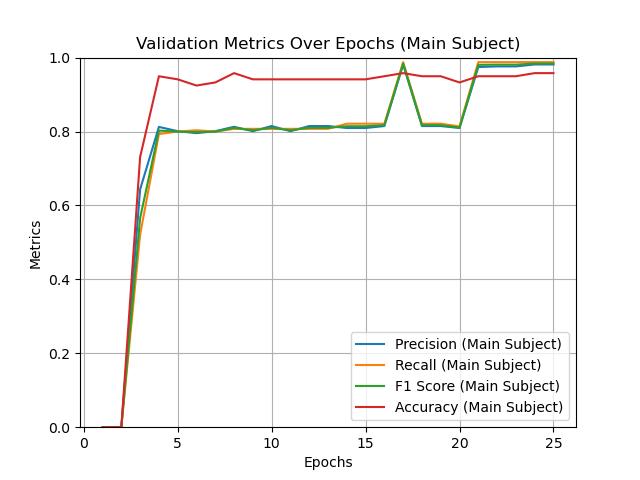 Validation Metrics Over Epochs (Main Subject)
1.0
0.8
0.6
0.4
0.2
0.0
Metrics
Precision (Main Subject)
Recall (Main Subject)
F1 Score (Main Subject)
Accuracy (Main Subject)
0 5 10 15 20 25
Epochs